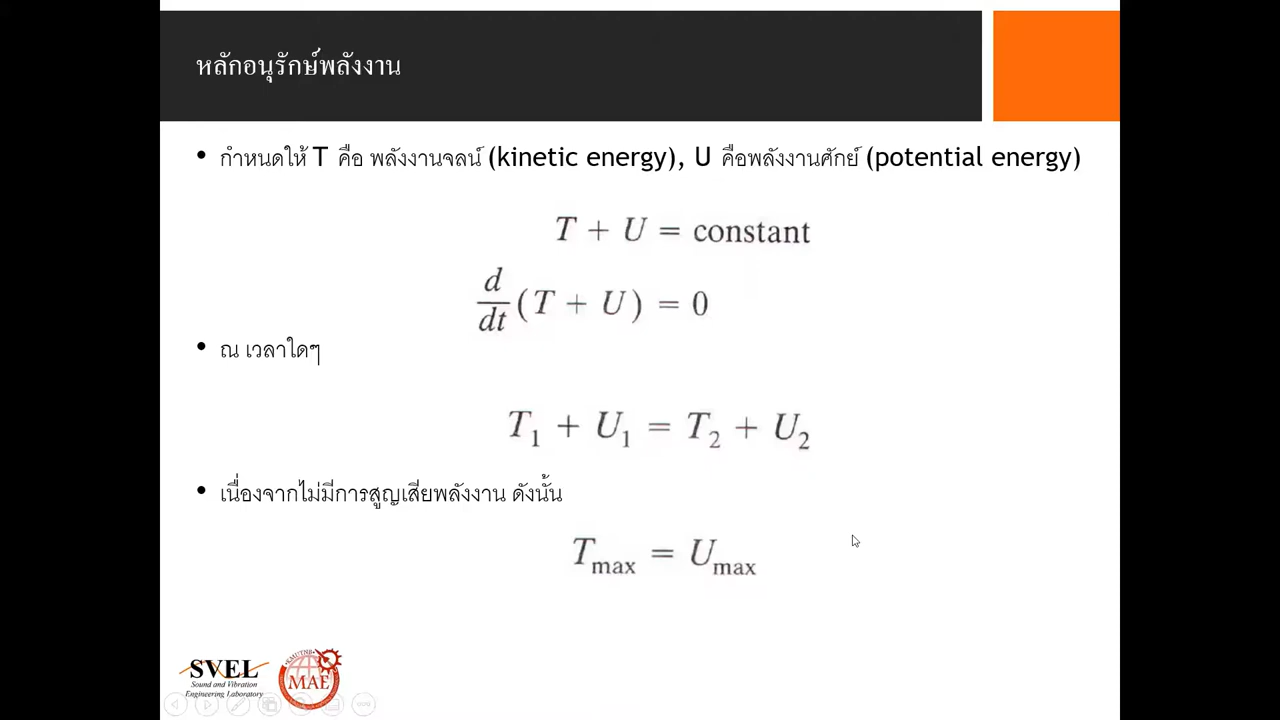 หลักอนุรักษ์พลังงาน
• กำหนดให้ T คือ พลังงานจลน์ (kinetic energy), U คือพลังงานศักย์ (potential energy)
T + U = constant
d/dt (T + U) = 0
• ณ เวลาใดๆ
T₁ + U₁ = T₂ + U₂
• เนื่องจากไม่มีการสูญเสียพลังงาน ดังนั้น
Tmax = Umax
SVEL
Sound and Vibration
Engineering Laboratory
KMUTNB
MAE